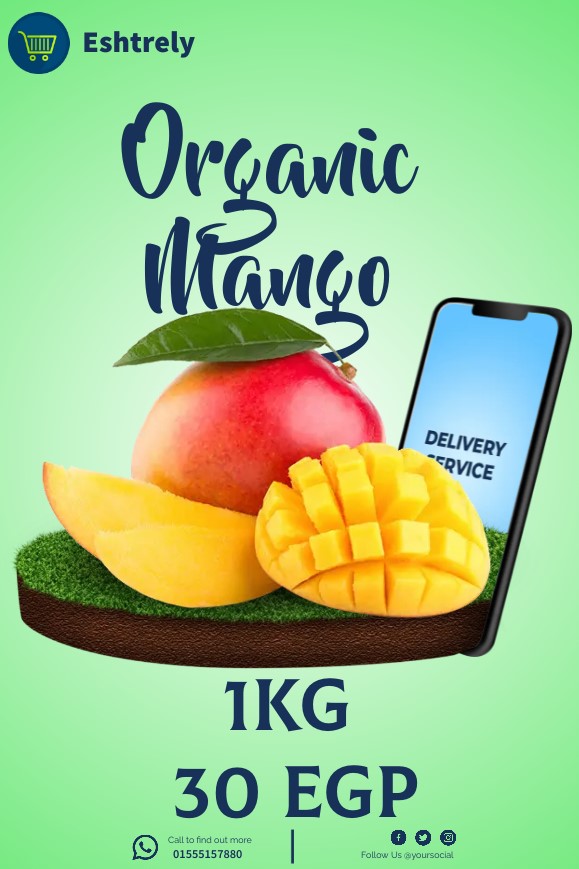 Eshtrely
Organic
Mango
DELIVERY
SERVICE
1KG
30 EGP
Call to find out more
01555157880
Follow Us @yoursocial